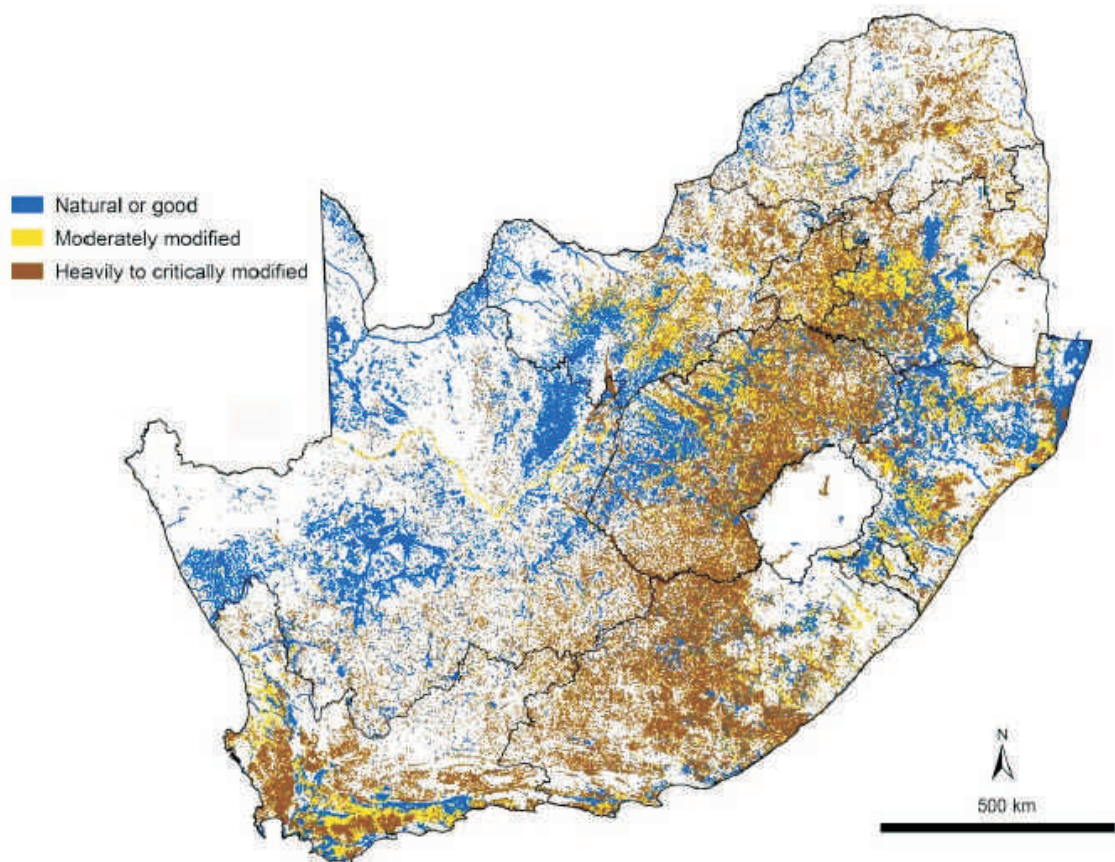 Natural or good
Moderately modified
Heavily to critically modified
N
500 km